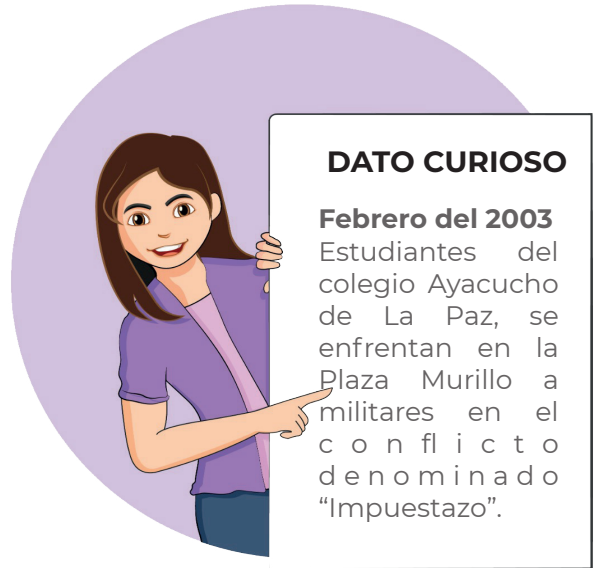 DATO CURIOSO
Febrero del 2003
Estudiantes del
colegio Ayacucho
de La Paz, se
enfrentan en la
Plaza Murillo a
militares en el
conflicto
denominado
“Impuestazo”.